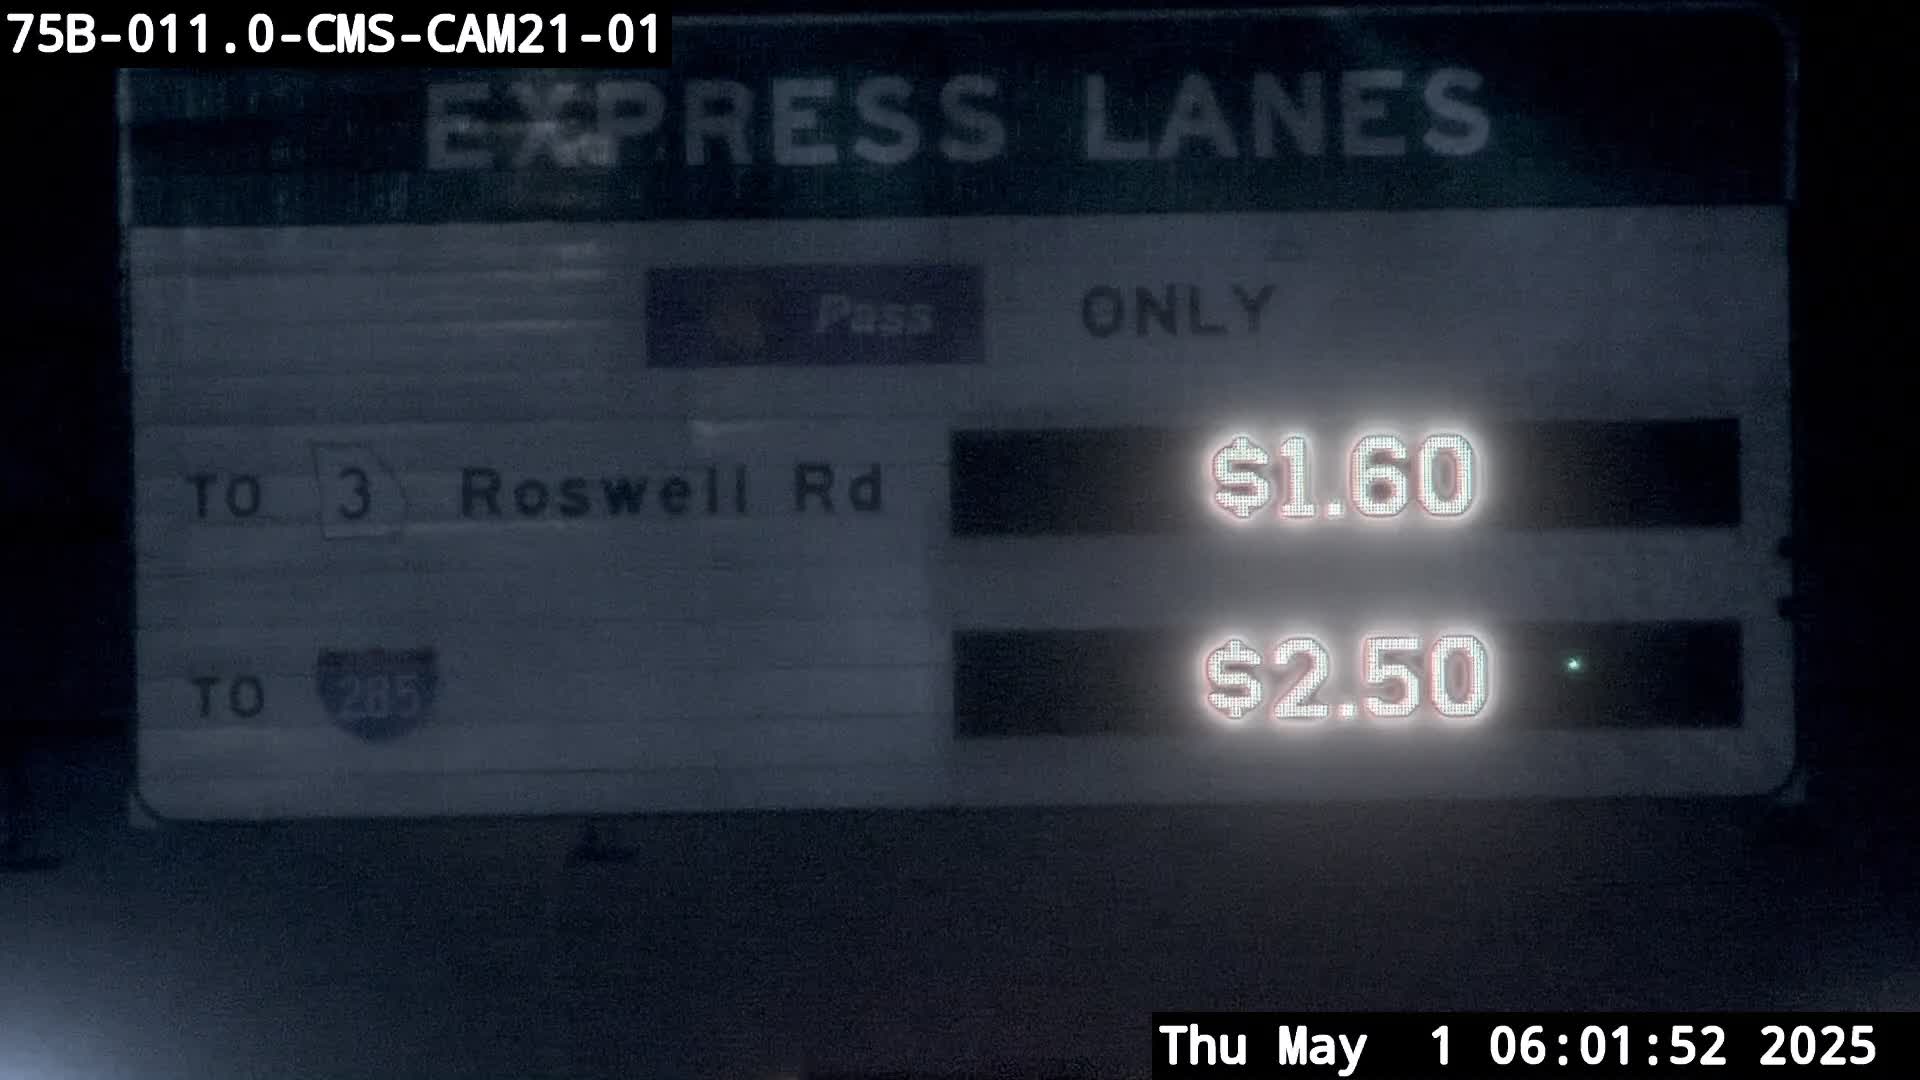 75B-011.0-CMS-CAM21-01
EXPRESS LANES
Pass ONLY
TO 3 Roswell Rd $1.60
TO 285 $2.50
Thu May 1 06:01:52 2025